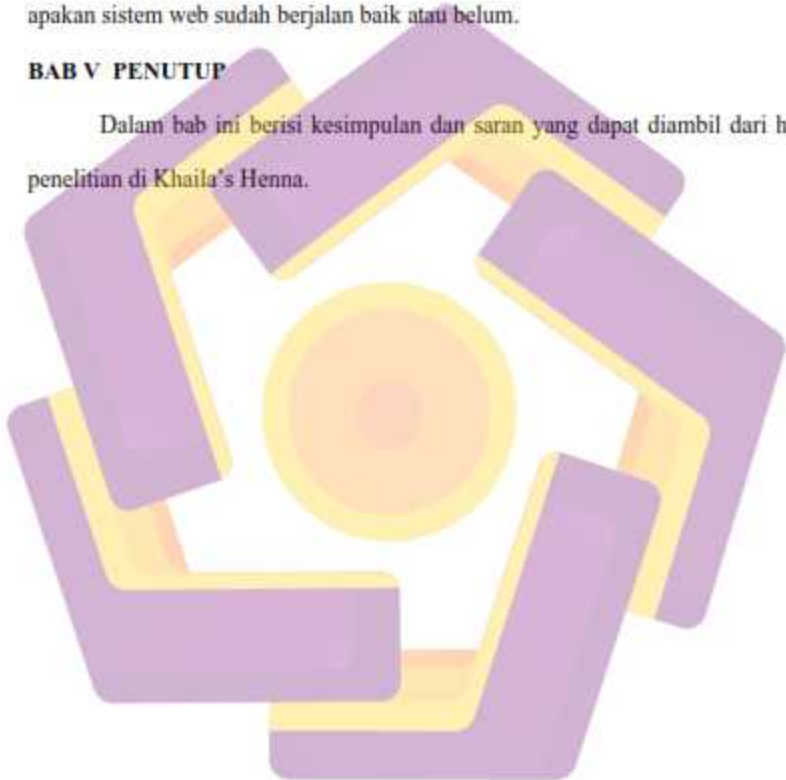 apakan sistem web sudah berjalan baik atau belum.
BAB V PENUTUP
Dalam bab ini berisi kesimpulan dan saran yang dapat diambil dari
penelitian di Khaila's Henna.